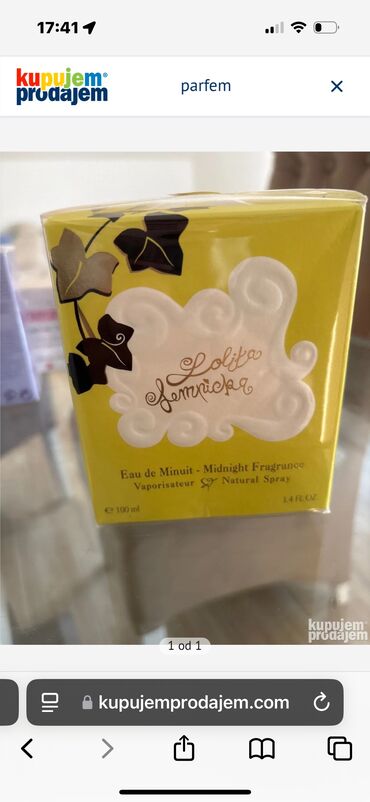 17:41
kupujem
prodajem
parfem
Lolita
Lempicka
Eau de Minuit - Midnight Fragrance
Vaporisateur Natural Spray
e 100 ml
1.4 FL.OZ.
kupujem
prodajem
1 od 1
kupujemprodajem.com